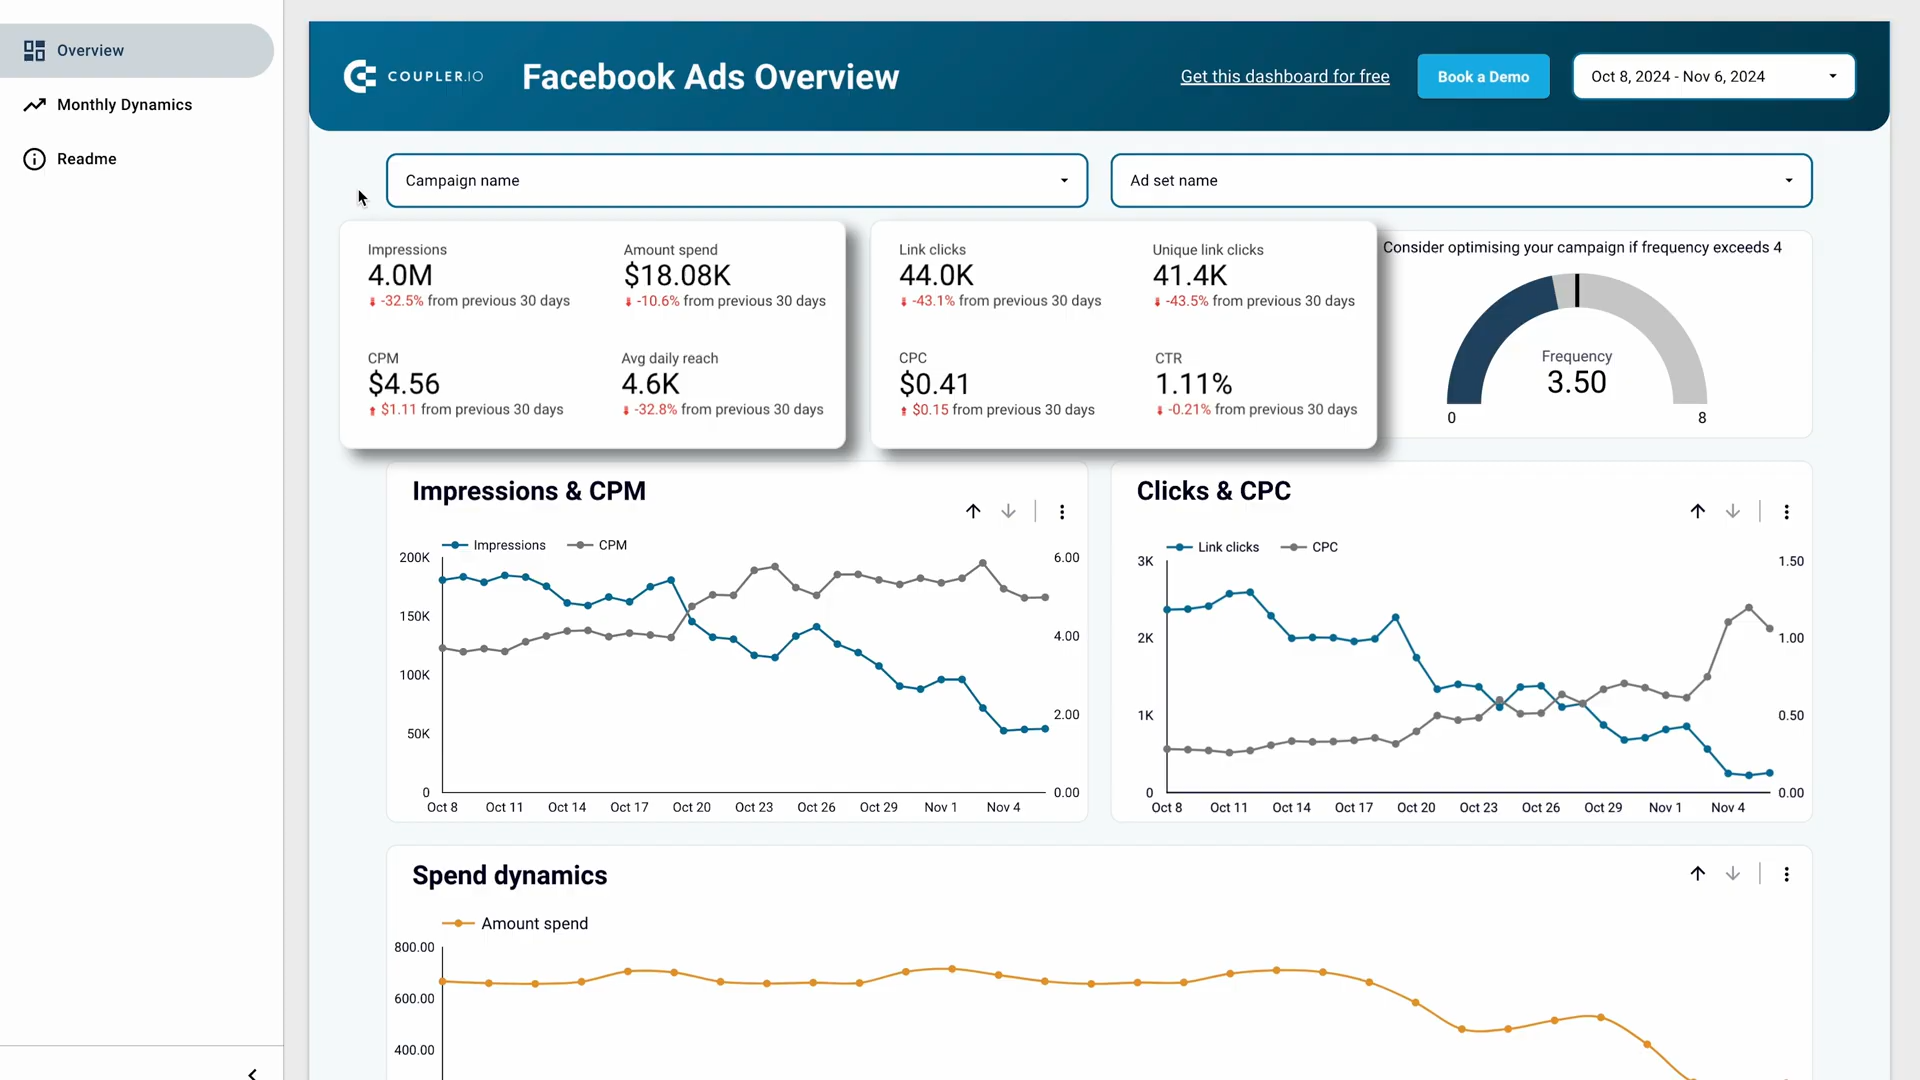 Overview
Monthly Dynamics
Readme
COUPLER.IO
Facebook Ads Overview
Get this dashboard for free
Book a Demo
Oct 8, 2024 - Nov 6, 2024
Campaign name
Ad set name
Impressions
4.0M
-32.5% from previous 30 days
Amount spend
$18.08K
-10.6% from previous 30 days
CPM
$4.56
$1.11 from previous 30 days
Avg daily reach
4.6K
-32.8% from previous 30 days
Link clicks
44.0K
-43.1% from previous 30 days
Unique link clicks
41.4K
-43.5% from previous 30 days
CPC
$0.41
$0.15 from previous 30 days
CTR
1.11%
-0.21% from previous 30 days
Consider optimising your campaign if frequency exceeds 4
Frequency
3.50
0
8
Impressions & CPM
Impressions
CPM
200K
150K
100K
50K
0
6.00
4.00
2.00
0.00
Oct 8
Oct 11
Oct 14
Oct 17
Oct 20
Oct 23
Oct 26
Oct 29
Nov 1
Nov 4
Clicks & CPC
Link clicks
CPC
3K
2K
1K
0
1.50
1.00
0.50
0.00
Oct 8
Oct 11
Oct 14
Oct 17
Oct 20
Oct 23
Oct 26
Oct 29
Nov 1
Nov 4
Spend dynamics
Amount spend
800.00
600.00
400.00